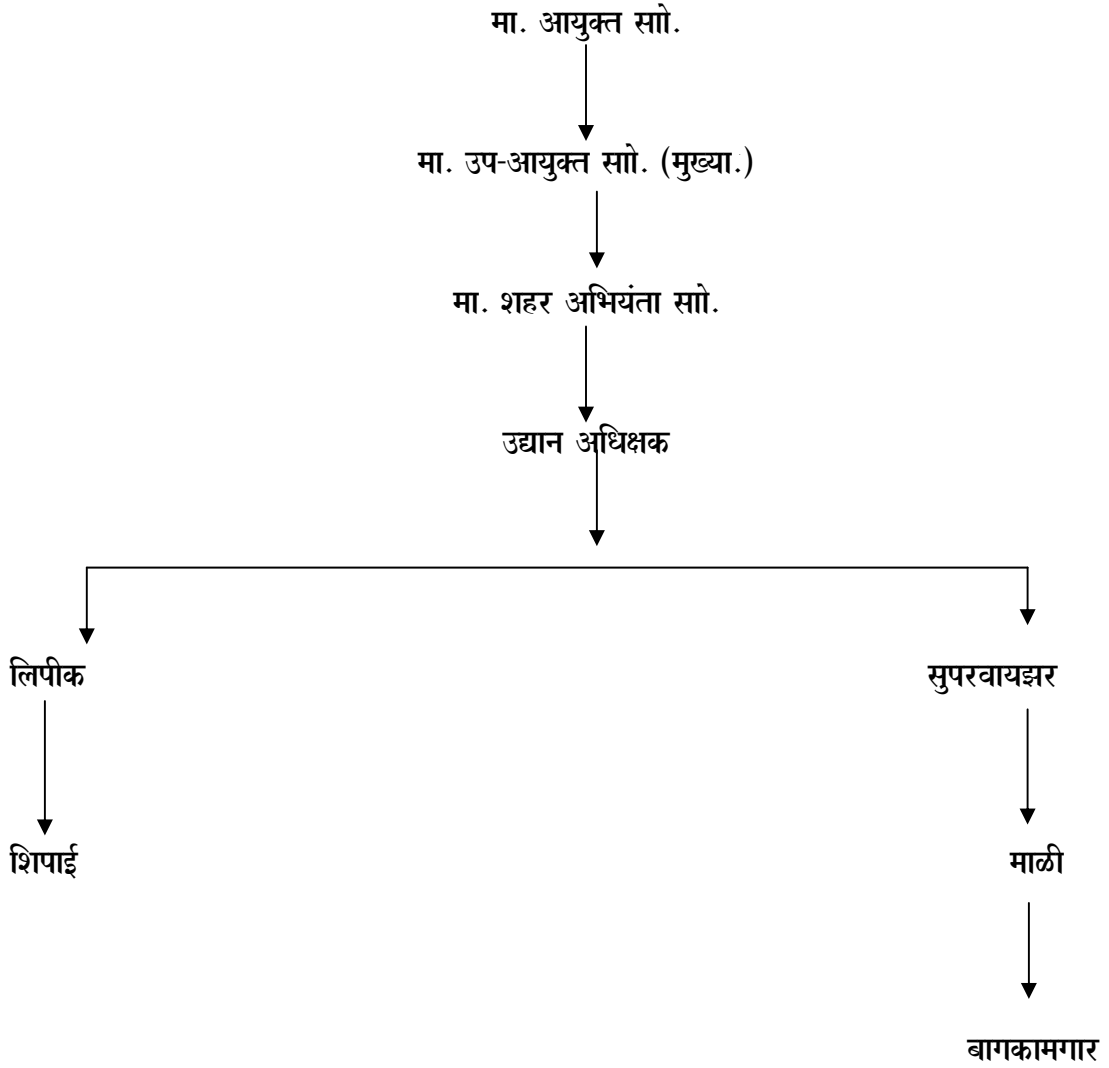 मा. आयुक्त साो.
मा. उप-आयुक्त साो. (मुख्या.)
मा. शहर अभियंता साो.
उद्यान अधिक्षक
लिपीक
सुपरवायझर
शिपाई
माळी
बागकामगार